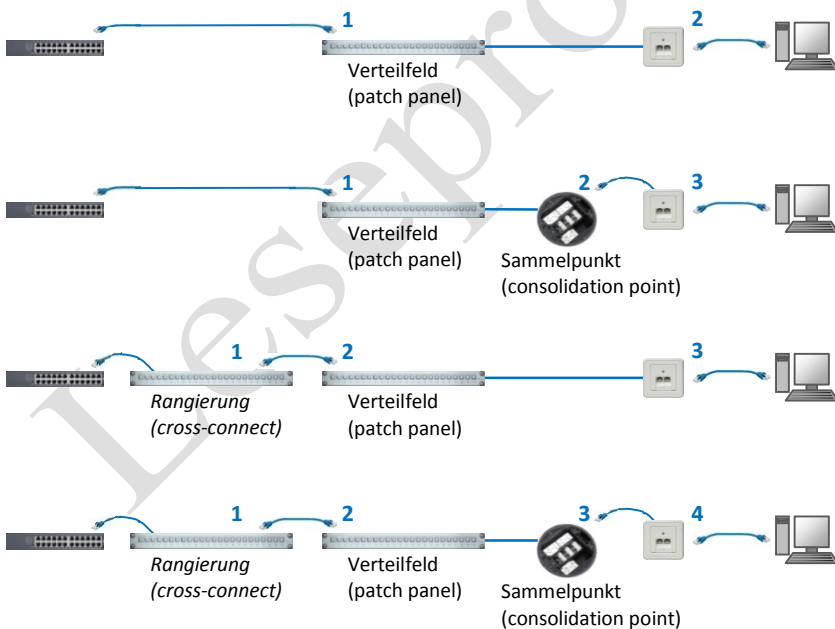 1 2
Verteilfeld
(patch panel)
1 2 3
Verteilfeld
(patch panel)
Sammelpunkt
(consolidation point)
1 2 3
Rangierung
(cross-connect)
Verteilfeld
(patch panel)
1 2 3 4
Rangierung
(cross-connect)
Verteilfeld
(patch panel)
Sammelpunkt
(consolidation point)
Lesepro